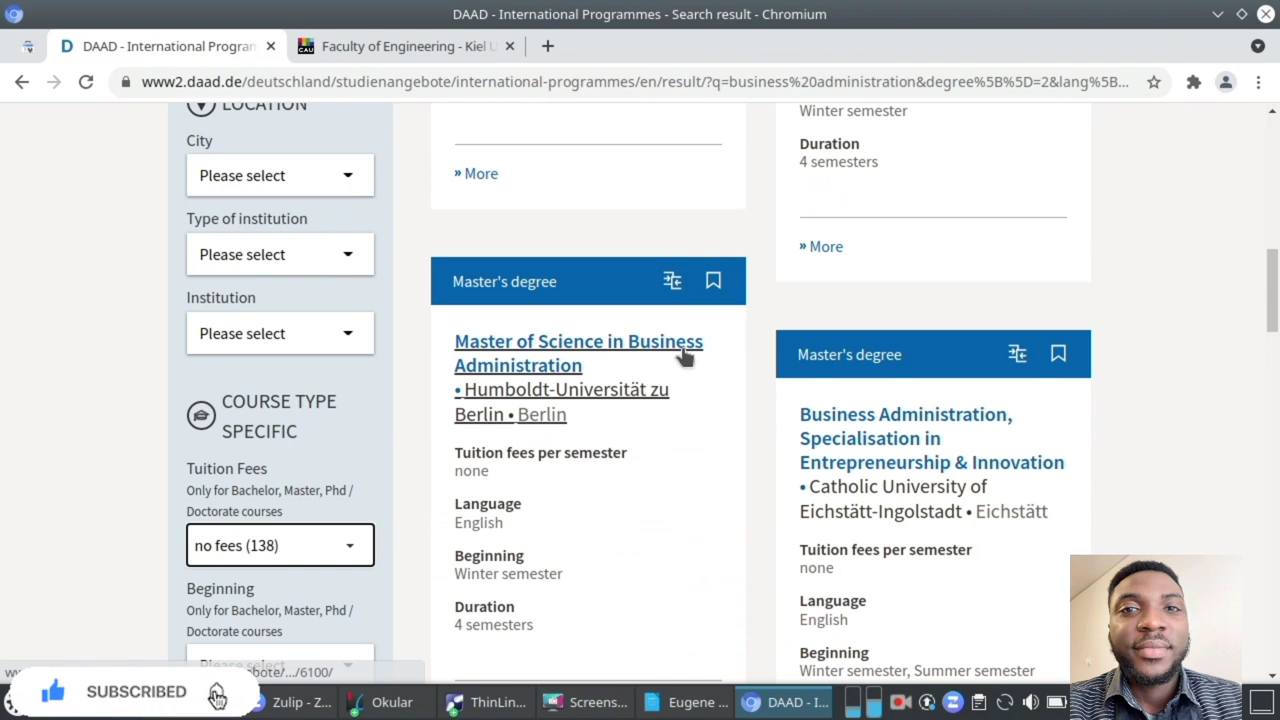 DAAD - International Programmes - Search result - Chromium
DAAD - International Program
Faculty of Engineering - Kiel U
www2.daad.de/deutschland/studienangebote/international-programmes/en/result/?q=business%20administration&degree%5B%5D=2&lang%5B...
LOCATION
City
Please select
Type of institution
Please select
Institution
Please select
COURSE TYPE
SPECIFIC
Tuition Fees
Only for Bachelor, Master, Phd /
Doctorate courses
no fees (138)
Beginning
Only for Bachelor, Master, Phd /
Doctorate courses
Please select
» More
Master's degree
Master of Science in Business
Administration
• Humboldt-Universität zu
Berlin • Berlin
Tuition fees per semester
none
Language
English
Beginning
Winter semester
Duration
4 semesters
Winter semester
Duration
4 semesters
» More
Master's degree
Business Administration,
Specialisation in
Entrepreneurship & Innovation
• Catholic University of
Eichstätt-Ingolstadt • Eichstätt
Tuition fees per semester
none
Language
English
Beginning
Winter semester, Summer semester
ebote/.../6100/
SUBSCRIBED
Zulip - Z...
Okular
ThinLin...
Screens...
Eugene ...
DAAD - I...